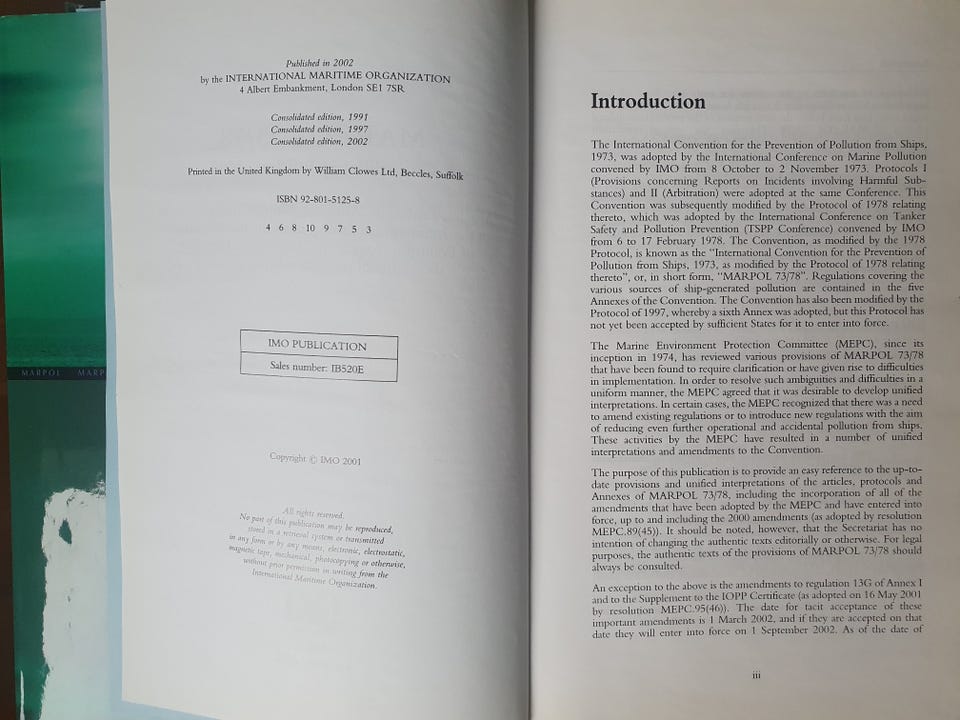 MARPOL MARP
Published in 2002
by the INTERNATIONAL MARITIME ORGANIZATION
4 Albert Embankment, London SE1 7SR
Consolidated edition, 1991
Consolidated edition, 1997
Consolidated edition, 2002
Printed in the United Kingdom by William Clowes Ltd, Beccles, Suffolk
ISBN 92-801-5125-8
4 6 8 10 9 7 5 3
IMO PUBLICATION
Sales number: IB520E
Copyright © IMO 2001
All rights reserved.
No part of this publication may be reproduced,
stored in a retrieval system or transmitted
in any form or by any means, electronic, electrostatic,
magnetic tape, mechanical, photocopying or otherwise,
without prior permission in writing from the
International Maritime Organization.
Introduction
The International Convention for the Prevention of Pollution from Ships,
1973, was adopted by the International Conference on Marine Pollution
convened by IMO from 8 October to 2 November 1973. Protocols I
(Provisions concerning Reports on Incidents involving Harmful Sub-
stances) and II (Arbitration) were adopted at the same Conference. This
Convention was subsequently modified by the Protocol of 1978 relating
thereto, which was adopted by the International Conference on Tanker
Safety and Pollution Prevention (TSPP Conference) convened by IMO
from 6 to 17 February 1978. The Convention, as modified by the 1978
Protocol, is known as the "International Convention for the Prevention of
Pollution from Ships, 1973, as modified by the Protocol of 1978 relating
thereto", or, in short form, "MARPOL 73/78". Regulations covering the
various sources of ship-generated pollution are contained in the five
Annexes of the Convention. The Convention has also been modified by the
Protocol of 1997, whereby a sixth Annex was adopted, but this Protocol has
not yet been accepted by sufficient States for it to enter into force.
The Marine Environment Protection Committee (MEPC), since its
inception in 1974, has reviewed various provisions of MARPOL 73/78
that have been found to require clarification or have given rise to difficulties
in implementation. In order to resolve such ambiguities and difficulties in a
uniform manner, the MEPC agreed that it was desirable to develop unified
interpretations. In certain cases, the MEPC recognized that there was a need
to amend existing regulations or to introduce new regulations with the aim
of reducing even further operational and accidental pollution from ships.
These activities by the MEPC have resulted in a number of unified
interpretations and amendments to the Convention.
The purpose of this publication is to provide an easy reference to the up-to-
date provisions and unified interpretations of the articles, protocols and
Annexes of MARPOL 73/78, including the incorporation of all of the
amendments that have been adopted by the MEPC and have entered into
force, up to and including the 2000 amendments (as adopted by resolution
MEPC.89(45)). It should be noted, however, that the Secretariat has no
intention of changing the authentic texts editorially or otherwise. For legal
purposes, the authentic texts of the provisions of MARPOL 73/78 should
always be consulted.
An exception to the above is the amendments to regulation 13G of Annex I
and to the Supplement to the IOPP Certificate (as adopted on 16 May 2001
by resolution MEPC.95(46)). The date for tacit acceptance of these
important amendments is 1 March 2002, and if they are accepted on that
date they will enter into force on 1 September 2002. As of the date of
iii